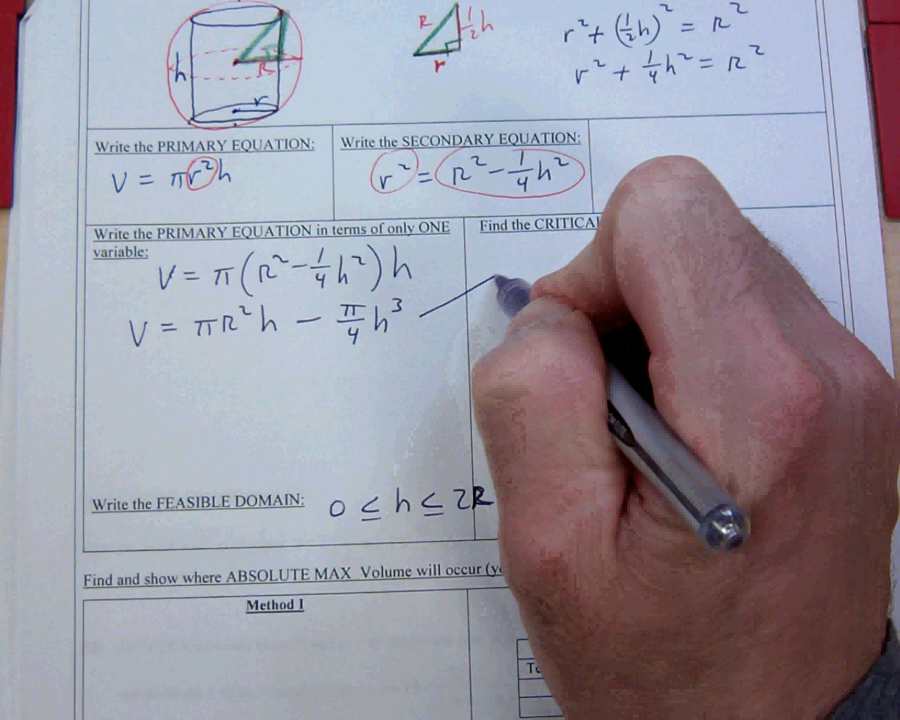 h
R
r
R
½h
r
r² + (½h)² = R²
r² + ¼h² = R²
Write the PRIMARY EQUATION:
V = πr²h
Write the SECONDARY EQUATION:
r² = R² − ¼h²
Write the PRIMARY EQUATION in terms of only ONE
variable:
V = π(R² − ¼h²)h
V = πR²h − π/4 h³
Find the CRITICAL
Write the FEASIBLE DOMAIN: 0 ≤ h ≤ 2R
Find and show where ABSOLUTE MAX Volume will occur
Method I